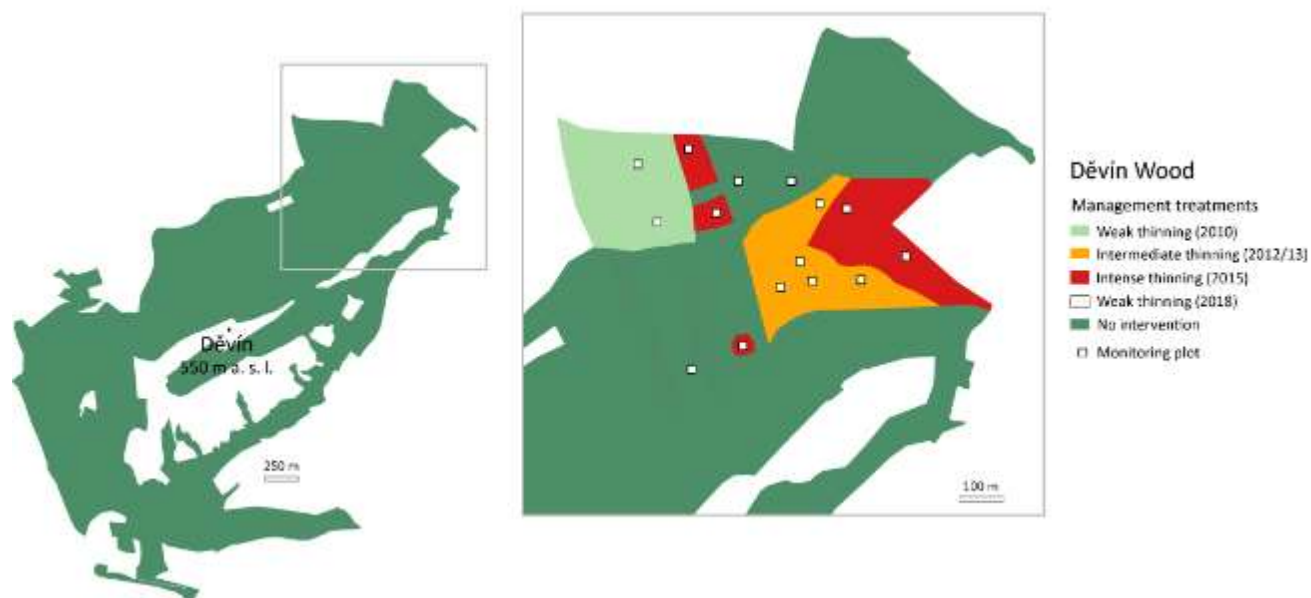 Děvín
550 m a. s. l.
250 m
100 m
Děvín Wood
Management treatments
Weak thinning (2010)
Intermediate thinning (2012/13)
Intense thinning (2015)
Weak thinning (2018)
No intervention
Monitoring plot